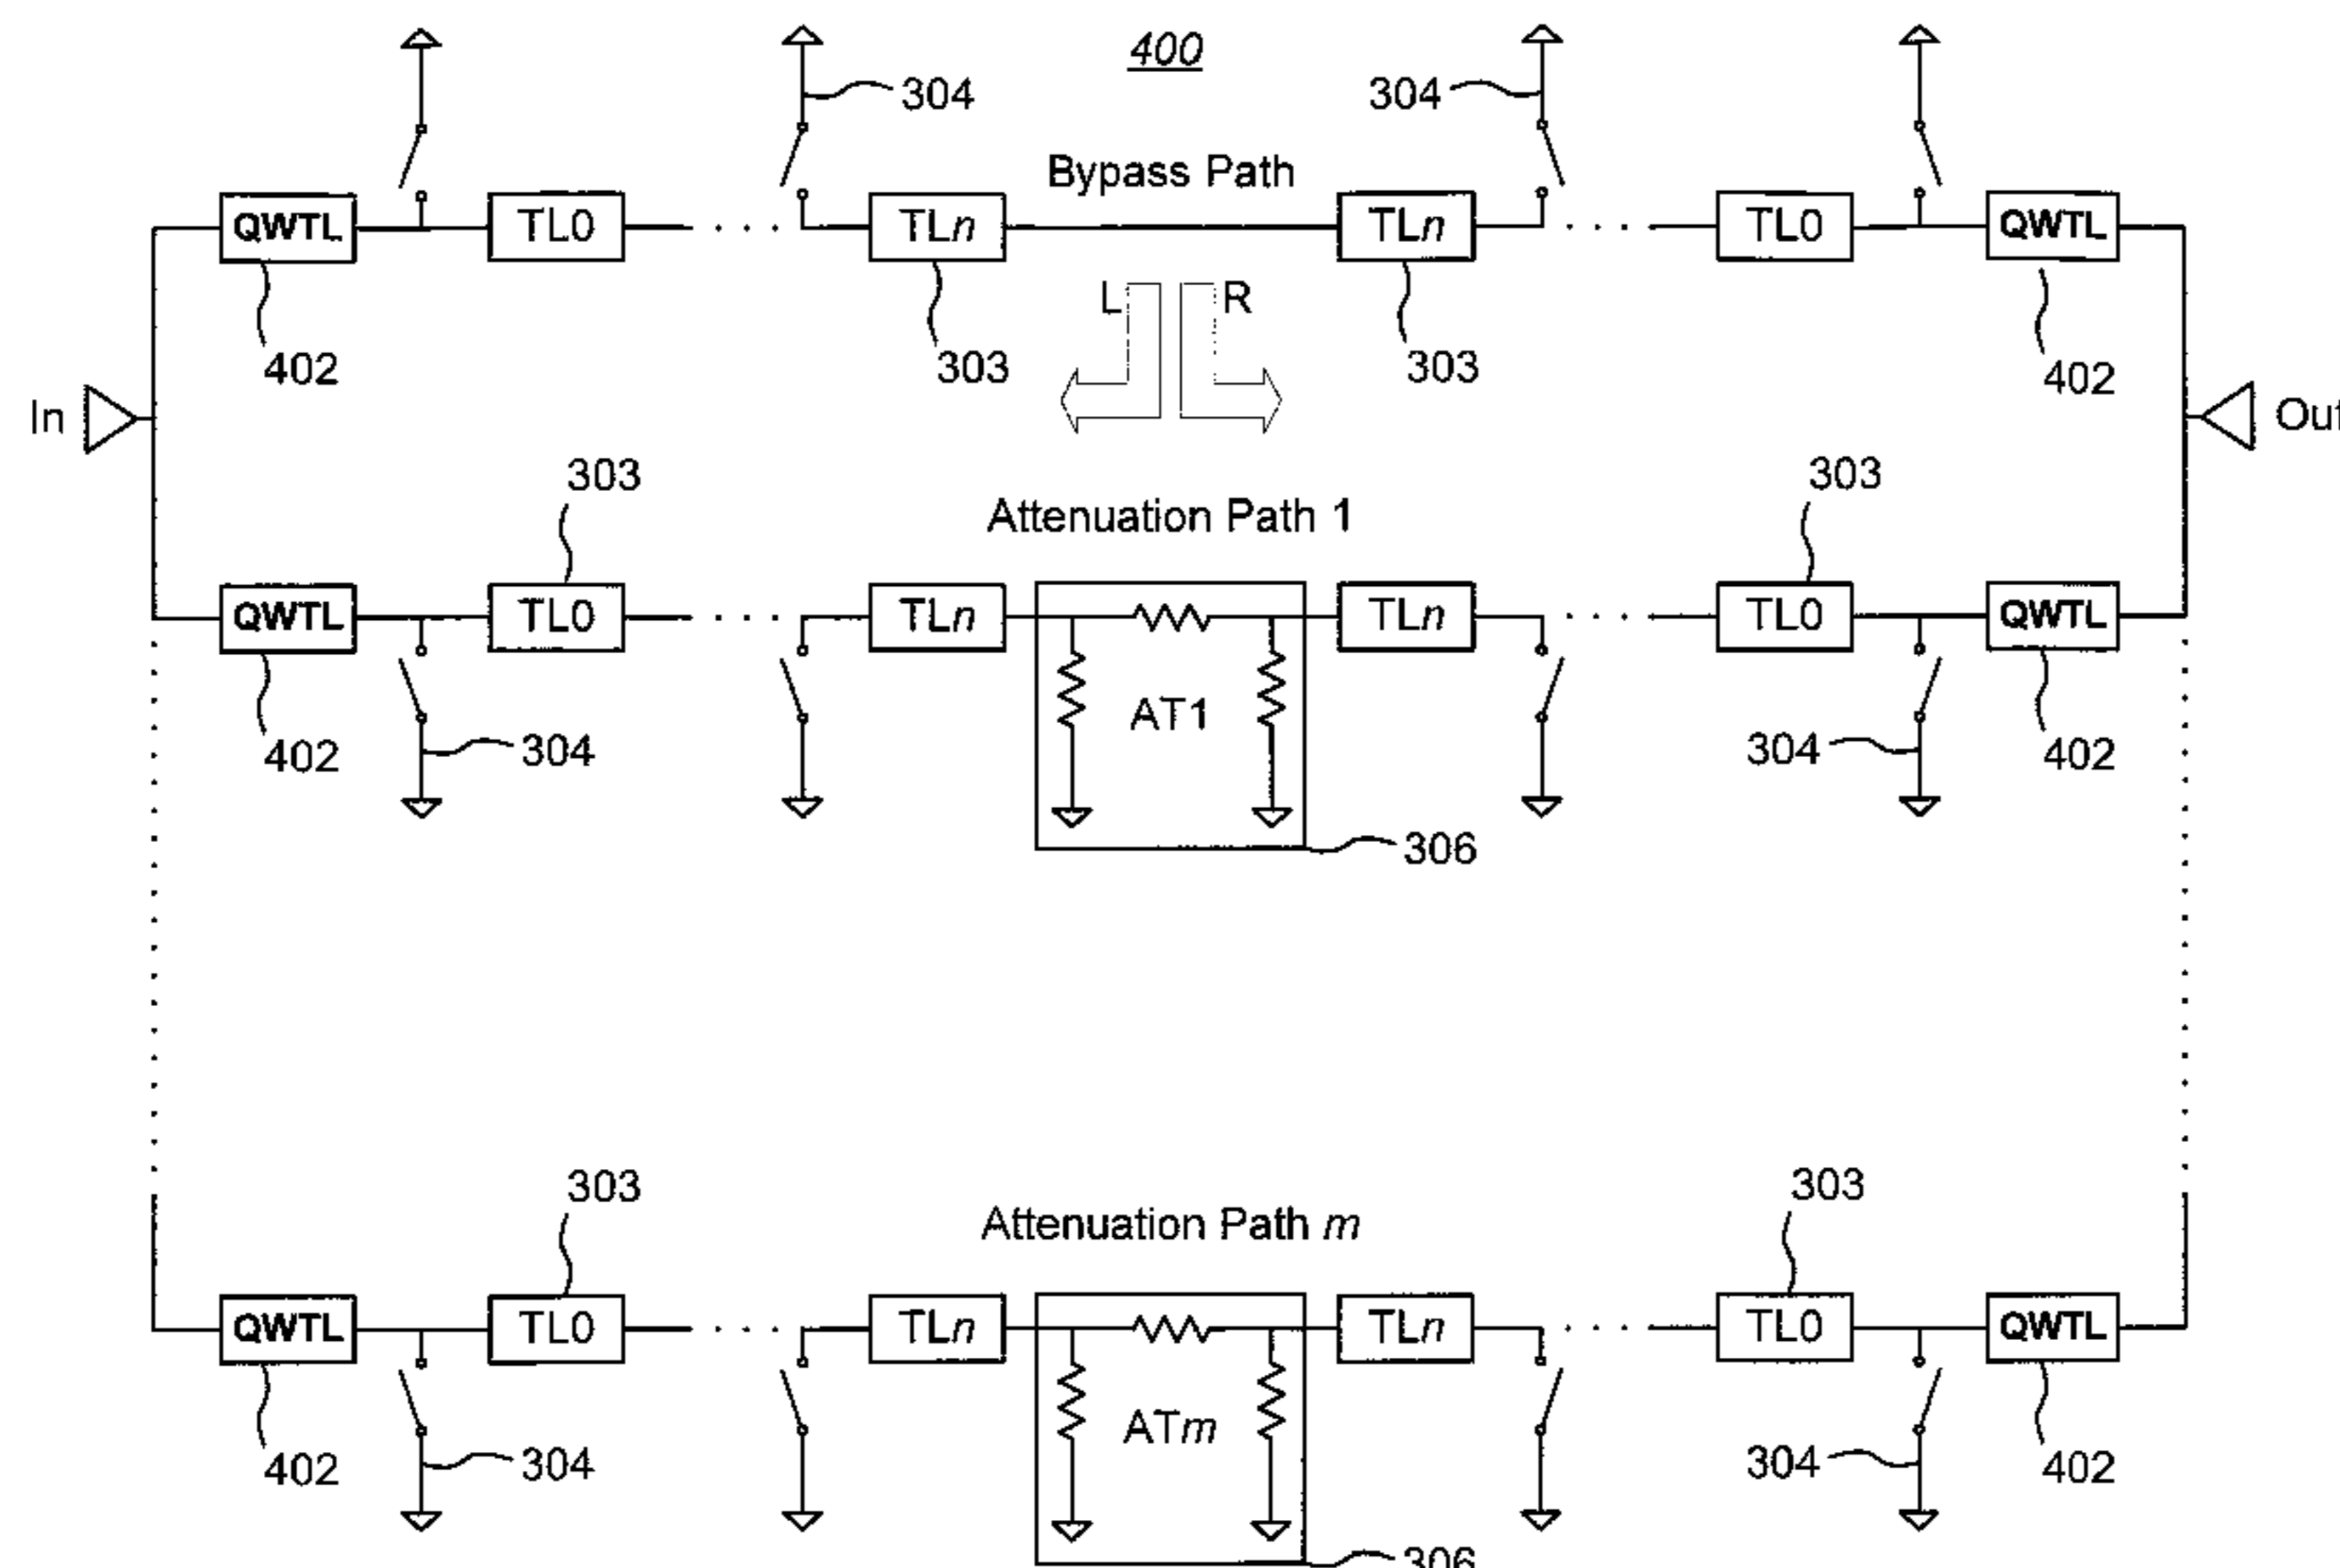 400
304 304
Bypass Path
QWTL TL0 TLn TLn TL0 QWTL
L R
402 303 303 402
In Out
303 303
Attenuation Path 1
QWTL TL0 TLn TLn TL0 QWTL
AT1
402 304 304 402
306
303 303
Attenuation Path m
QWTL TL0 TLn TLn TL0 QWTL
ATm
402 304 304 402
306